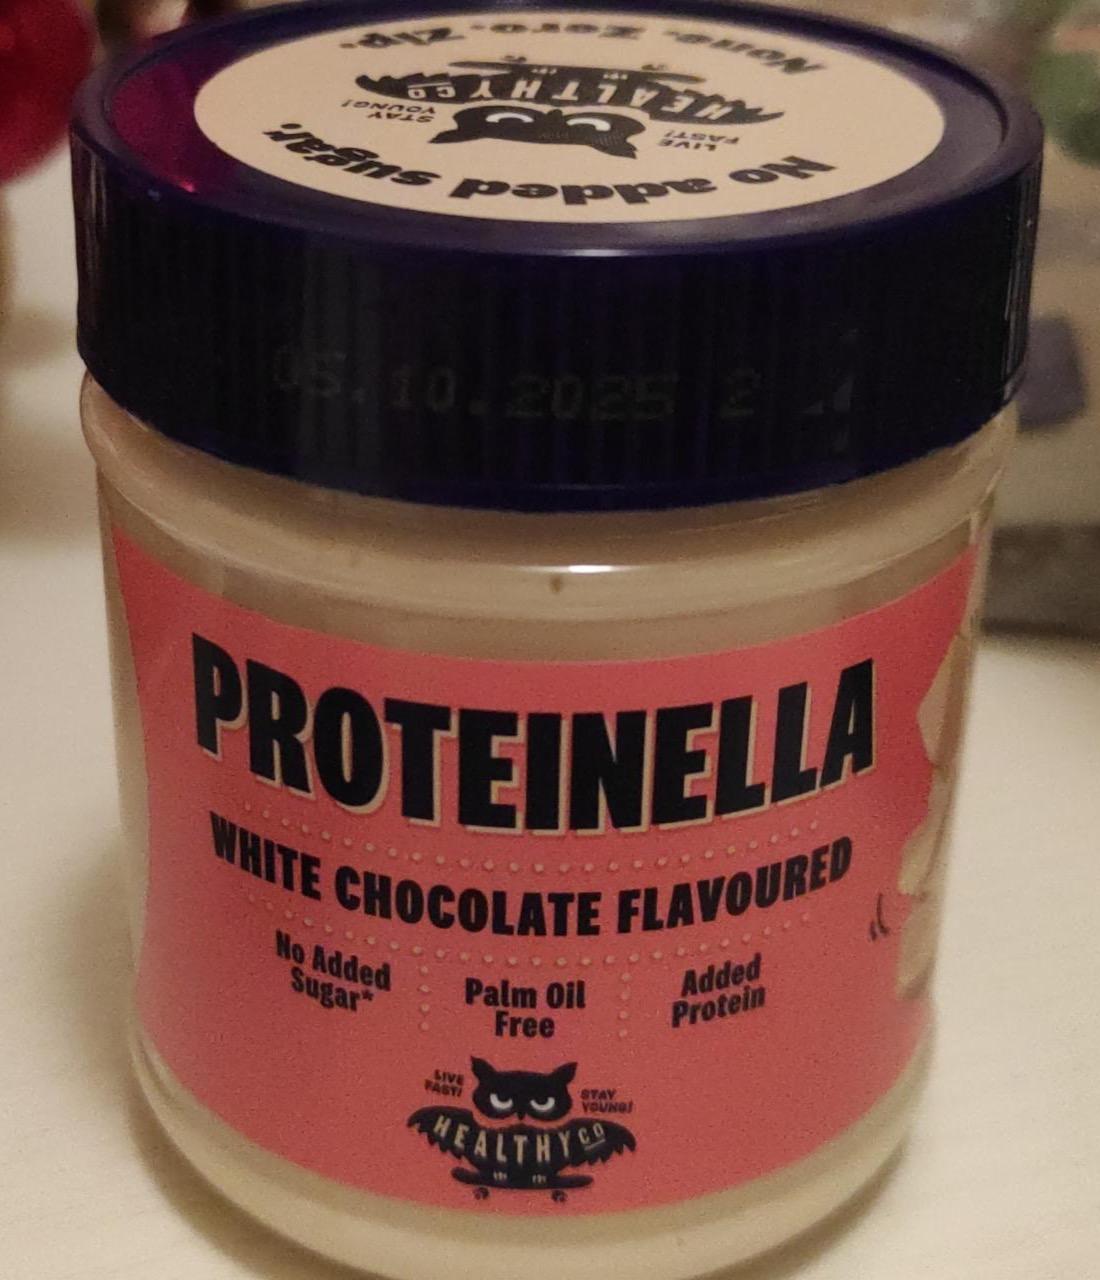 None. Zero. Zip.
HEALTHYCO
STAY YOUNG!
LIVE FAST!
No added sugar.
05.10.2025 2
PROTEINELLA
WHITE CHOCOLATE FLAVOURED
No Added
Sugar*
Palm Oil
Free
Added
Protein
LIVE
FAST!
STAY
YOUNG!
HEALTHYCO